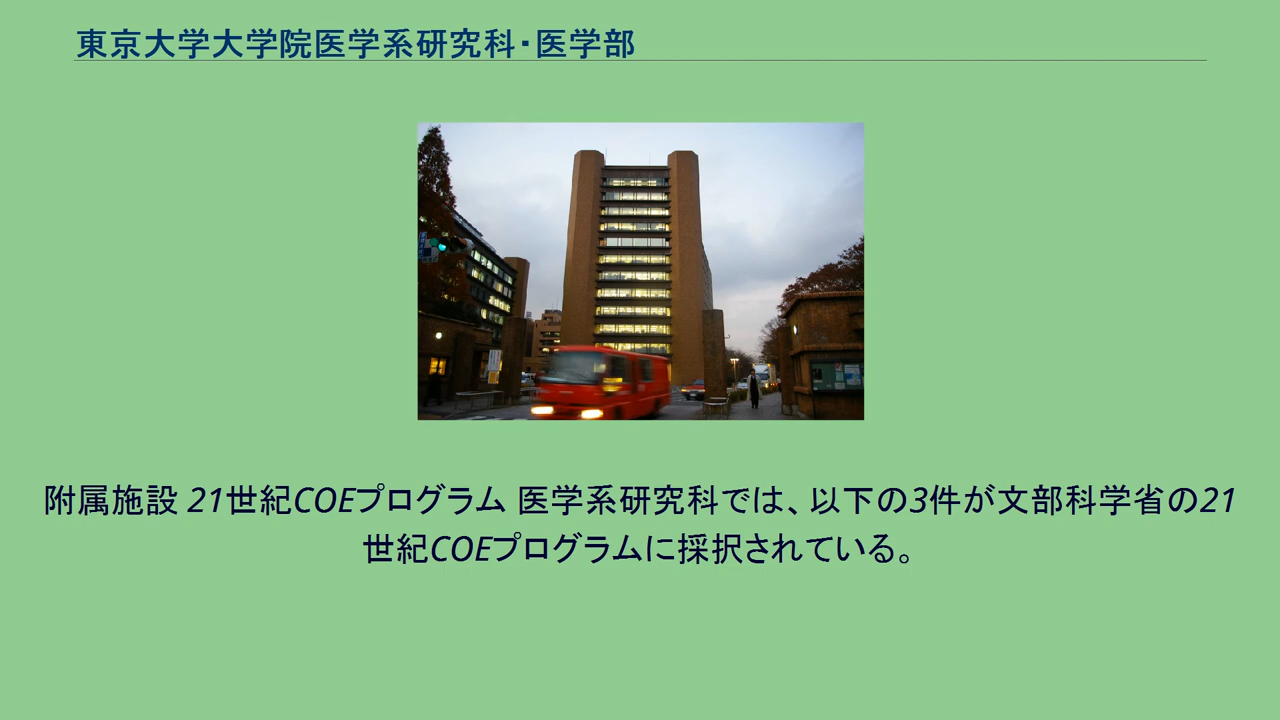 東京大学大学院医学系研究科・医学部
附属施設 21世紀COEプログラム 医学系研究科では、以下の3件が文部科学省の21
世紀COEプログラムに採択されている。